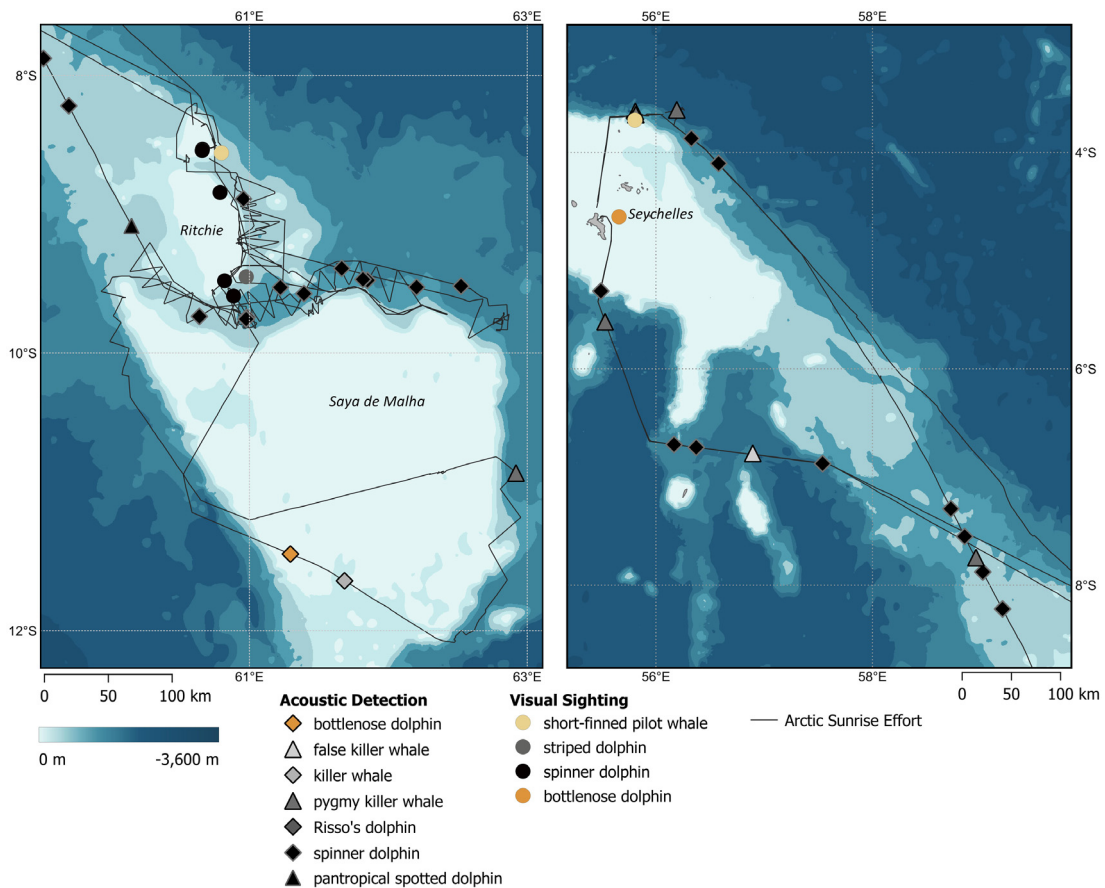 61°E
63°E
56°E
58°E
8°S
Ritchie
10°S
Saya de Malha
12°S
61°E
63°E
4°S
Seychelles
6°S
8°S
56°E
58°E
0 50 100 km
0 50 100 km
0 m -3,600 m
Acoustic Detection
bottlenose dolphin
false killer whale
killer whale
pygmy killer whale
Risso's dolphin
spinner dolphin
pantropical spotted dolphin
Visual Sighting
short-finned pilot whale
striped dolphin
spinner dolphin
bottlenose dolphin
Arctic Sunrise Effort